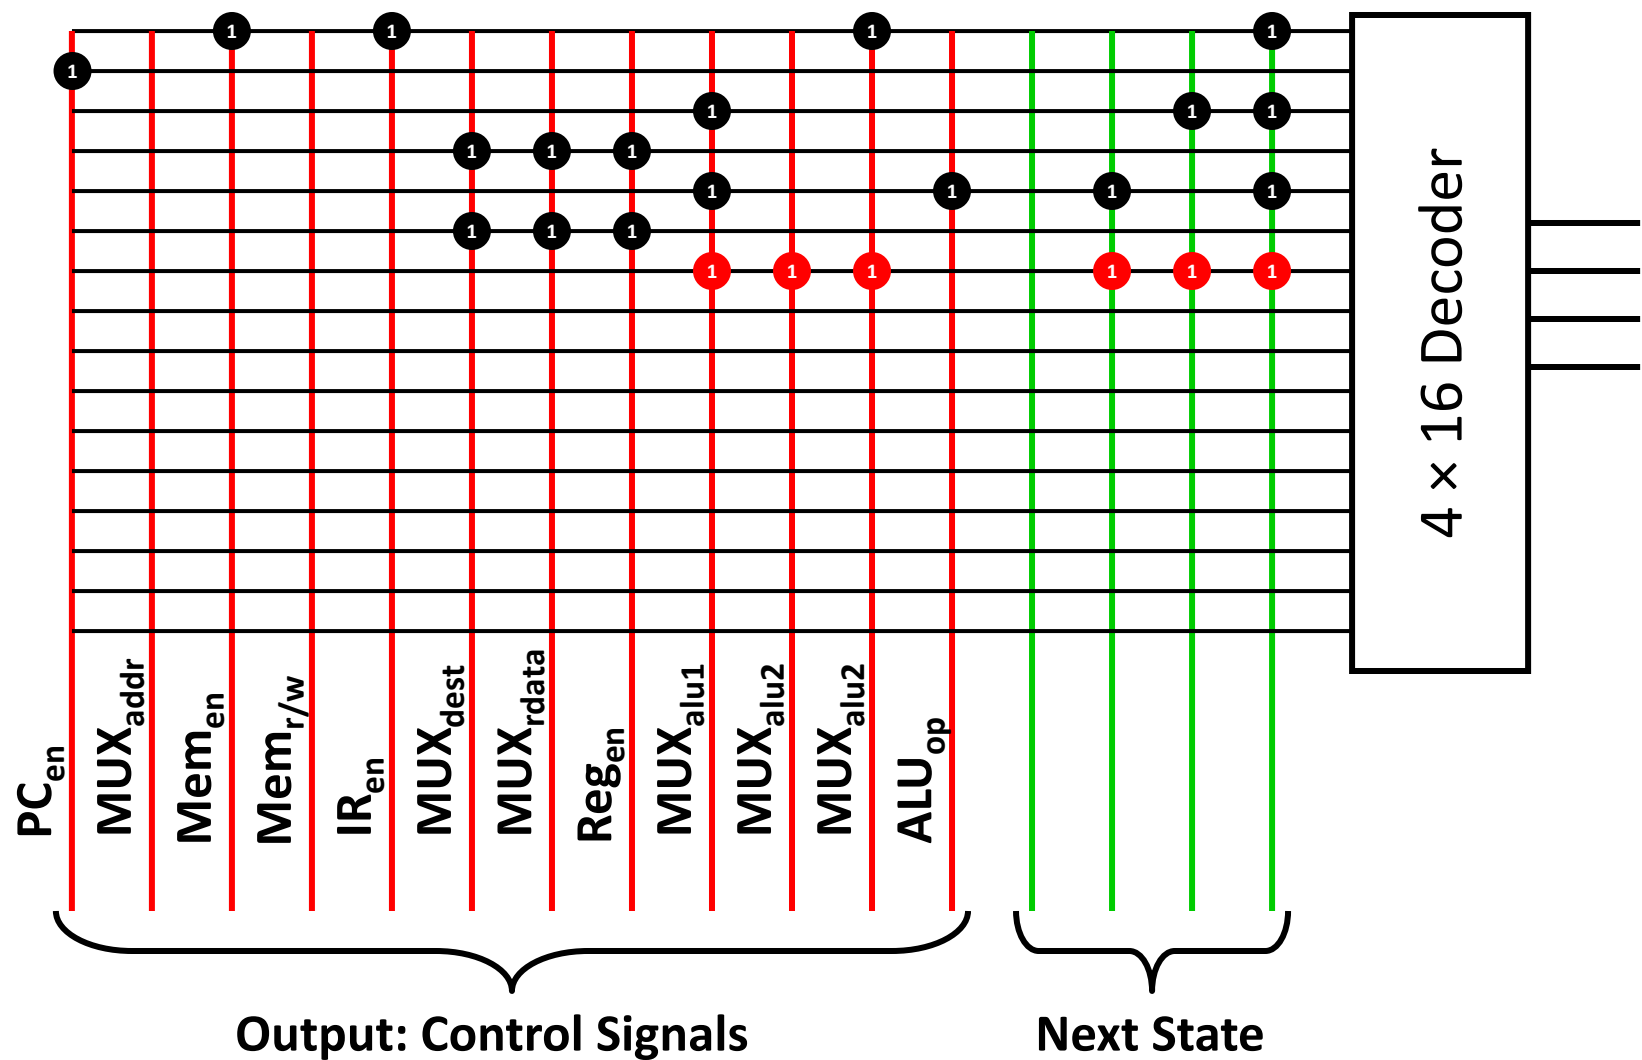 1 1 1 1
1
1 1 1
1 1 1
1 1 1 1
1 1 1
1 1 1 1 1 1
4 × 16 Decoder
PCen
MUXaddr
Memen
Memr/w
IRen
MUXdest
MUXrdata
Regen
MUXalu1
MUXalu2
MUXalu2
ALUop
Output: Control Signals
Next State